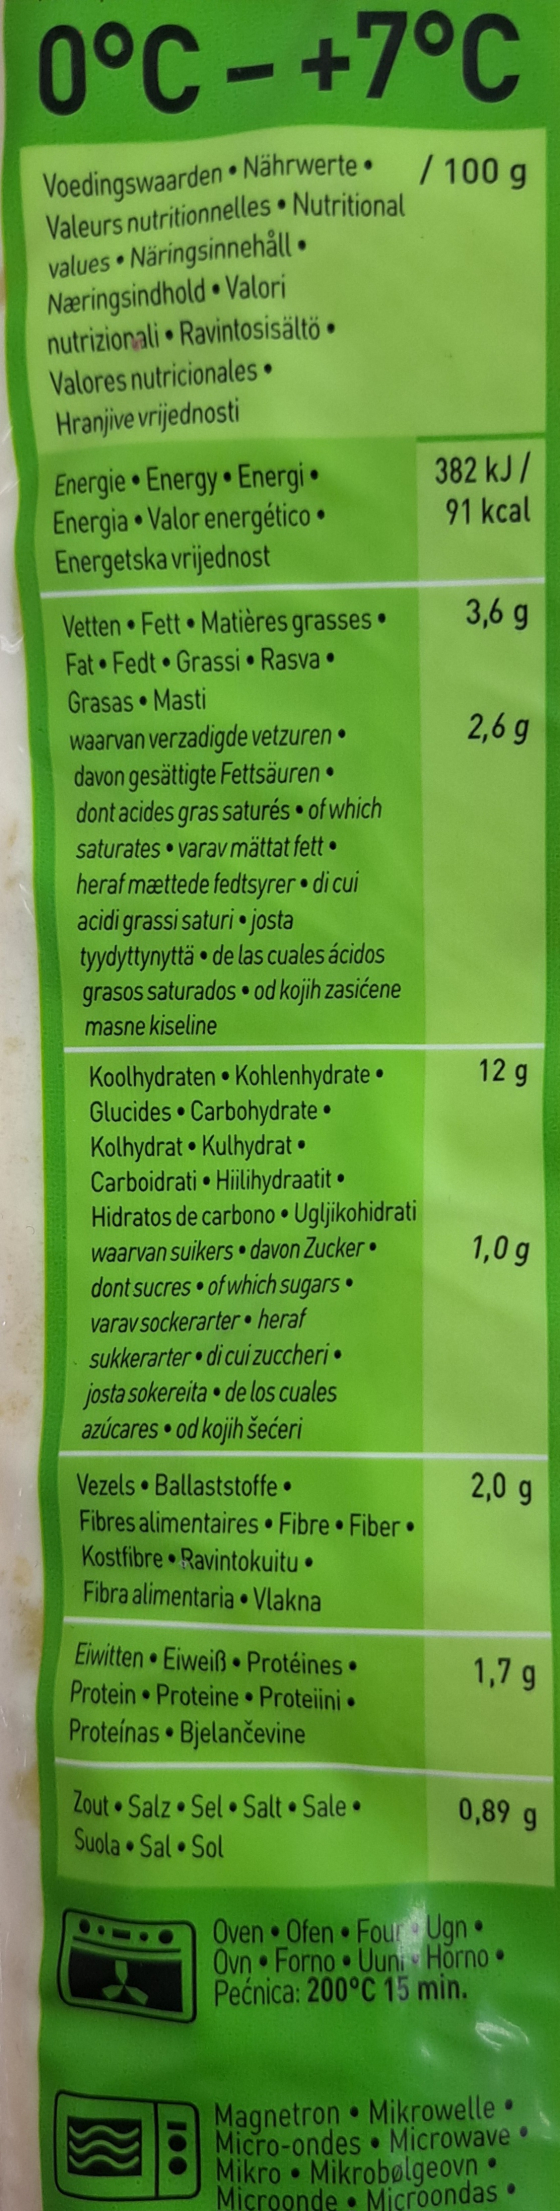 0°C – +7°C
Voedingswaarden • Nährwerte • / 100 g
Valeurs nutritionnelles • Nutritional
values • Näringsinnehåll •
Næringsindhold • Valori
nutrizionali • Ravintosisältö •
Valores nutricionales •
Hranjive vrijednosti
Energie • Energy • Energi • 382 kJ /
Energia • Valor energético • 91 kcal
Energetska vrijednost
Vetten • Fett • Matières grasses • 3,6 g
Fat • Fedt • Grassi • Rasva •
Grasas • Masti
waarvan verzadigde vetzuren • 2,6 g
davon gesättigte Fettsäuren •
dont acides gras saturés • of which
saturates • varav mättat fett •
heraf mættede fedtsyrer • di cui
acidi grassi saturi • josta
tyydyttynyttä • de las cuales ácidos
grasos saturados • od kojih zasićene
masne kiseline
Koolhydraten • Kohlenhydrate • 12 g
Glucides • Carbohydrate •
Kolhydrat • Kulhydrat •
Carboidrati • Hiilihydraatit •
Hidratos de carbono • Ugljikohidrati
waarvan suikers • davon Zucker • 1,0 g
dont sucres • of which sugars •
varav sockerarter • heraf
sukkerarter • di cui zuccheri •
josta sokereita • de los cuales
azúcares • od kojih šećeri
Vezels • Ballaststoffe • 2,0 g
Fibres alimentaires • Fibre • Fiber •
Kostfibre • Ravintokuitu •
Fibra alimentaria • Vlakna
Eiwitten • Eiweiß • Protéines • 1,7 g
Protein • Proteine • Proteiini •
Proteínas • Bjelančevine
Zout • Salz • Sel • Salt • Sale • 0,89 g
Suola • Sal • Sol
Oven • Ofen • Four • Ugn •
Ovn • Forno • Uuni • Horno •
Pećnica: 200°C 15 min.
Magnetron • Mikrowelle •
Micro-ondes • Microwave •
Mikro • Mikrobølgeovn •
Microonde • Microondas •